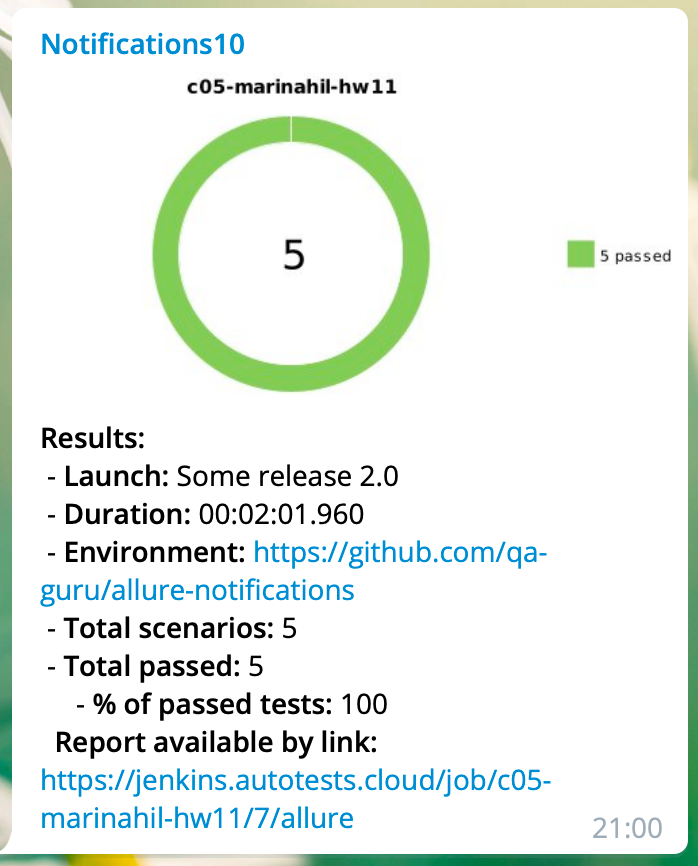 Notifications10
c05-marinahil-hw11
5
5 passed
Results:
- Launch: Some release 2.0
- Duration: 00:02:01.960
- Environment: https://github.com/qa-
guru/allure-notifications
- Total scenarios: 5
- Total passed: 5
- % of passed tests: 100
Report available by link:
https://jenkins.autotests.cloud/job/c05-
marinahil-hw11/7/allure
21:00